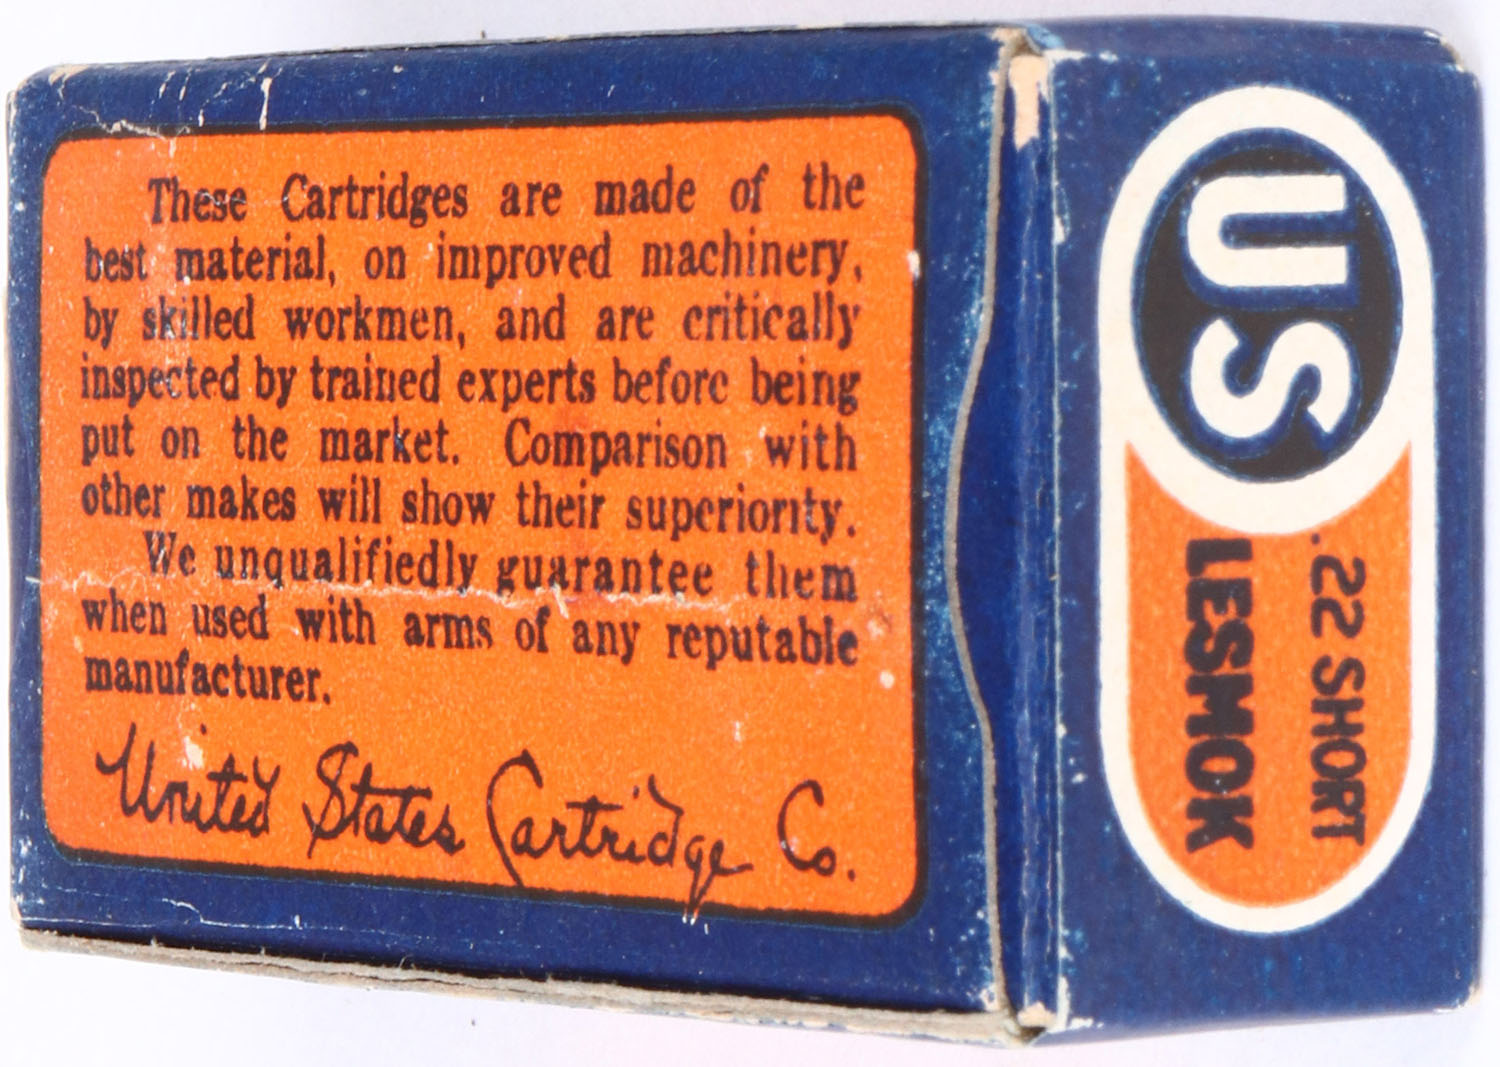 These Cartridges are made of the
best material, on improved machinery,
by skilled workmen, and are critically
inspected by trained experts before being
put on the market. Comparison with
other makes will show their superiority.
We unqualifiedly guarantee them
when used with arms of any reputable
manufacturer.
United States Cartridge Co.
US
.22 SHORT
LESMOK